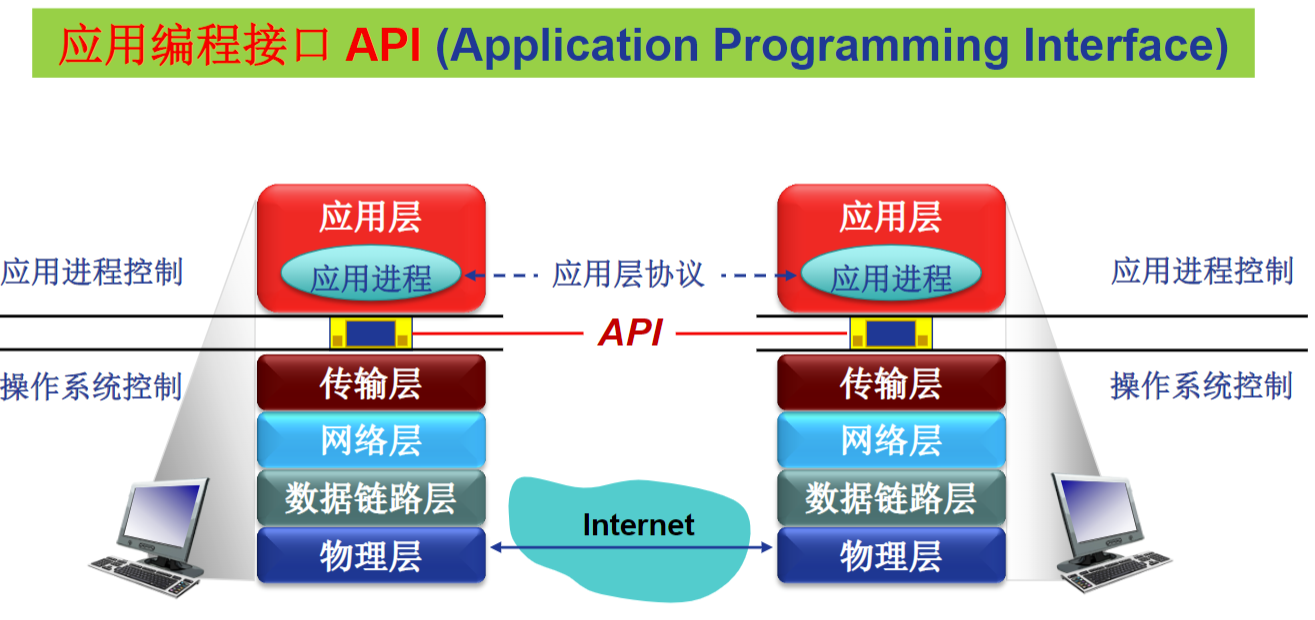 应用编程接口 API (Application Programming Interface)
应用层
应用层
应用进程控制
应用进程
应用层协议
应用进程
应用进程控制
API
操作系统控制
传输层
传输层
操作系统控制
网络层
网络层
数据链路层
Internet
数据链路层
物理层
物理层